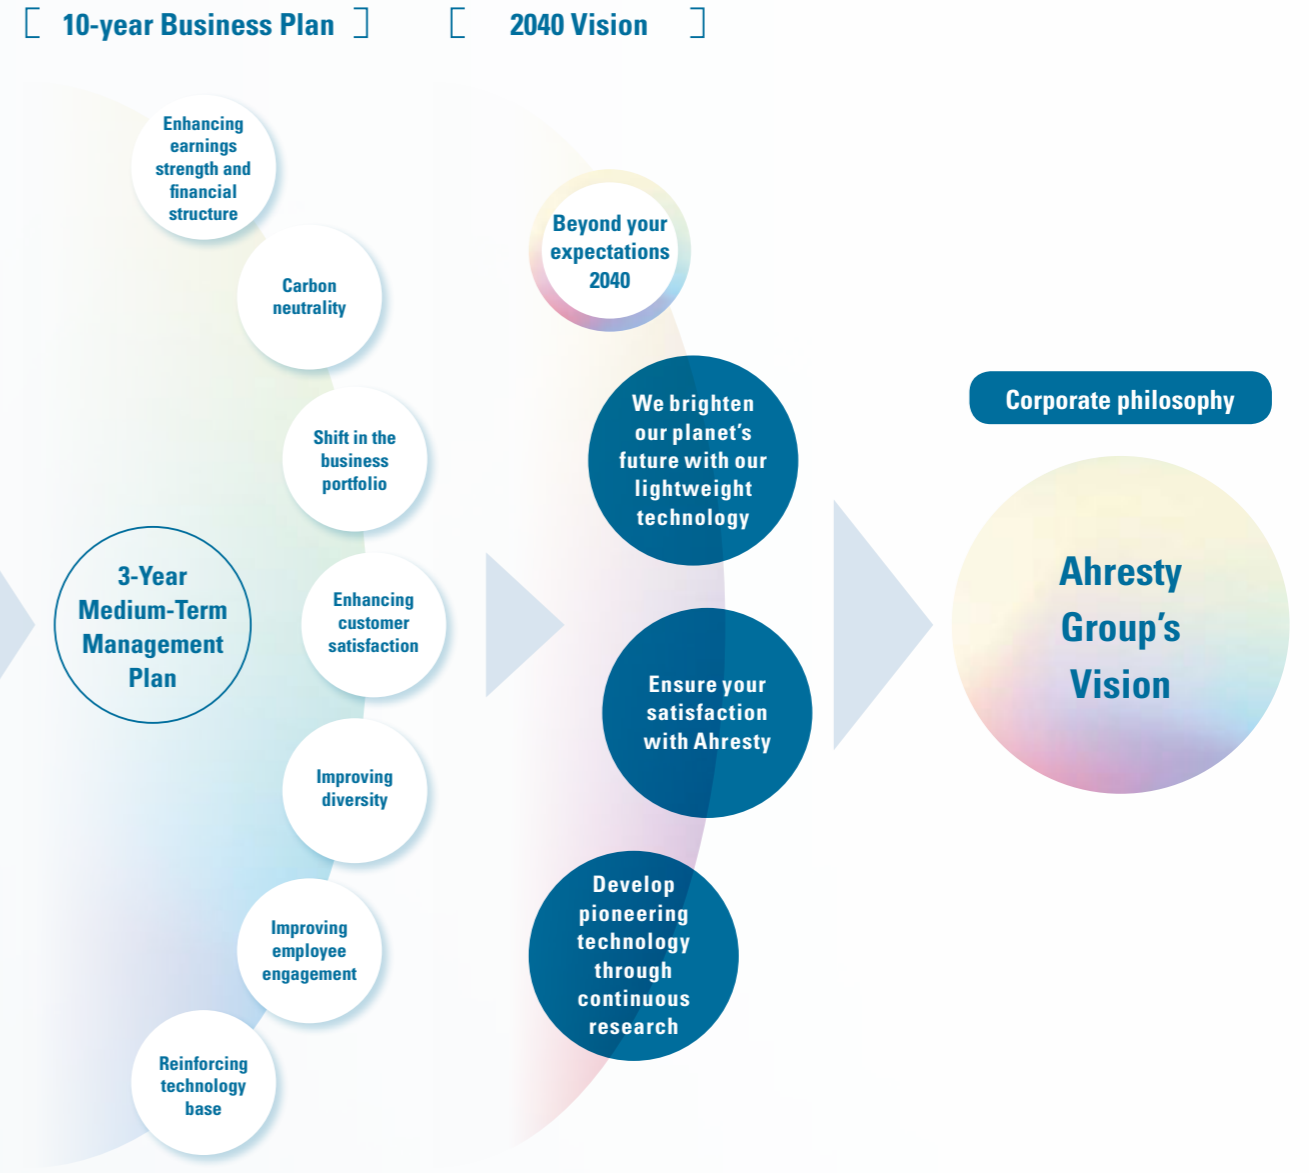 10-year Business Plan
2040 Vision
Enhancing
earnings
strength and
financial
structure
Carbon
neutrality
Shift in the
business
portfolio
3-Year
Medium-Term
Management
Plan
Enhancing
customer
satisfaction
Improving
diversity
Improving
employee
engagement
Reinforcing
technology
base
Beyond your
expectations
2040
We brighten
our planet’s
future with our
lightweight
technology
Ensure your
satisfaction
with Ahresty
Develop
pioneering
technology
through
continuous
research
Corporate philosophy
Ahresty
Group’s
Vision